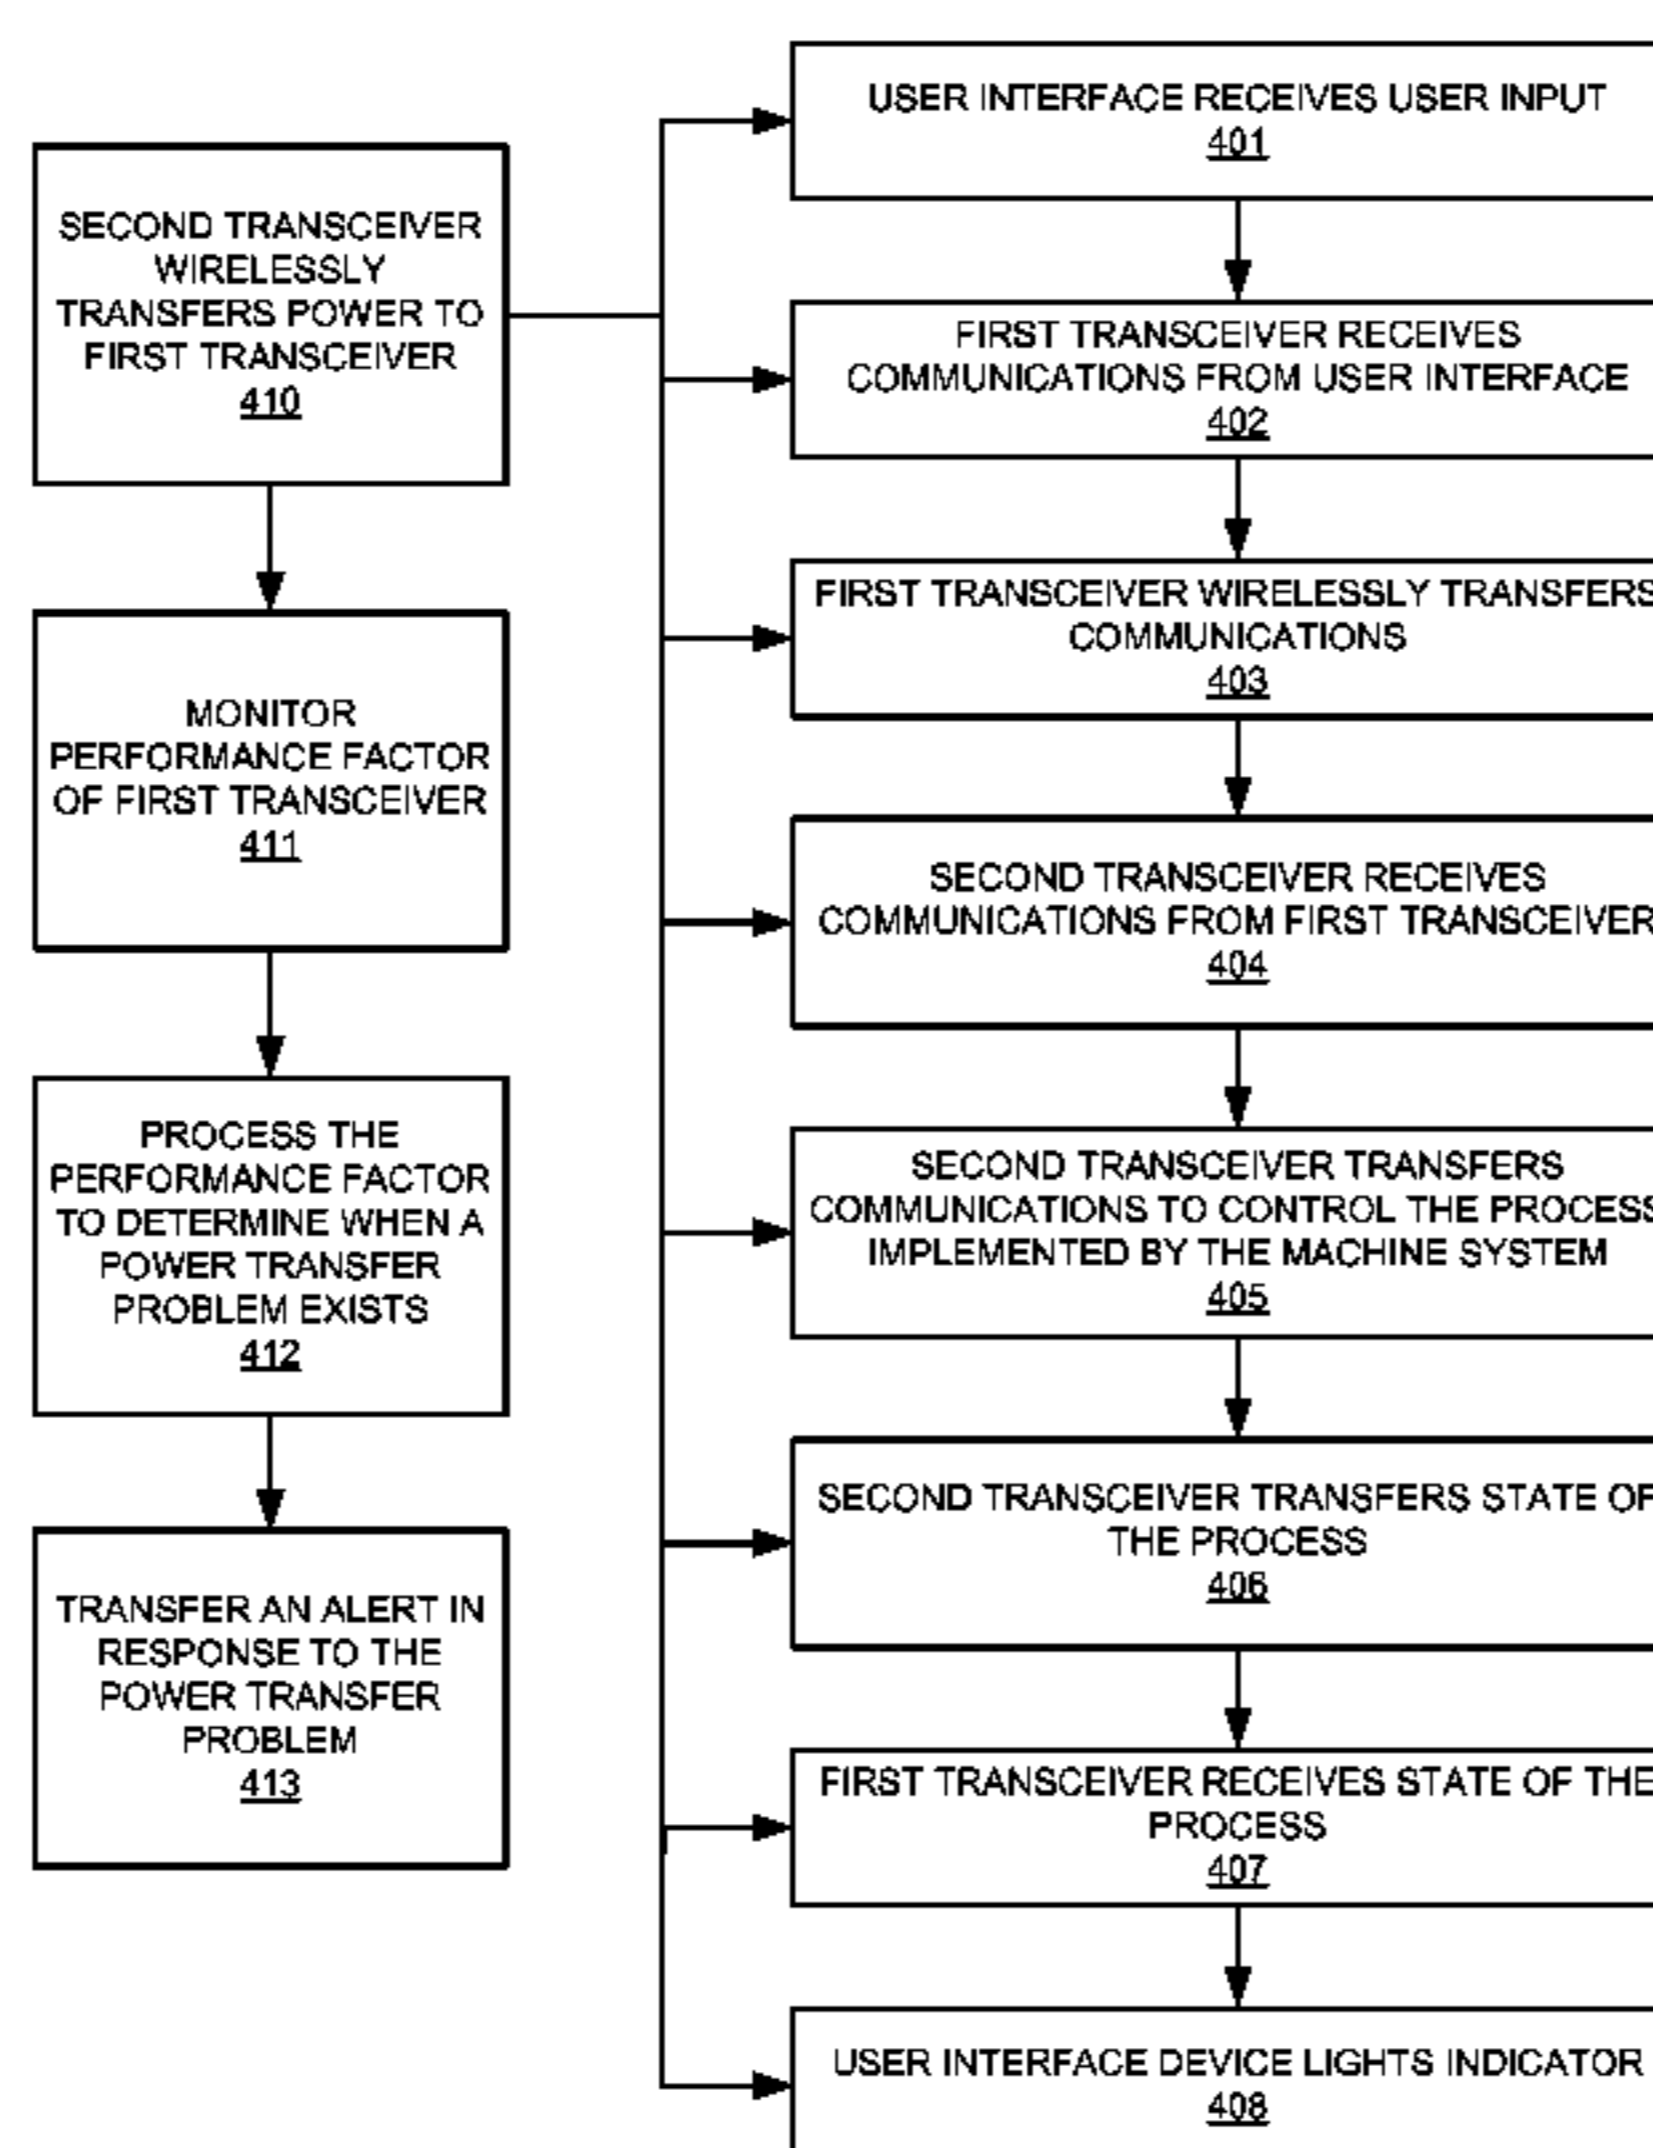 SECOND TRANSCEIVER
WIRELESSLY
TRANSFERS POWER TO
FIRST TRANSCEIVER
410
MONITOR
PERFORMANCE FACTOR
OF FIRST TRANSCEIVER
411
PROCESS THE
PERFORMANCE FACTOR
TO DETERMINE WHEN A
POWER TRANSFER
PROBLEM EXISTS
412
TRANSFER AN ALERT IN
RESPONSE TO THE
POWER TRANSFER
PROBLEM
413
USER INTERFACE RECEIVES USER INPUT
401
FIRST TRANSCEIVER RECEIVES
COMMUNICATIONS FROM USER INTERFACE
402
FIRST TRANSCEIVER WIRELESSLY TRANSFERS
COMMUNICATIONS
403
SECOND TRANSCEIVER RECEIVES
COMMUNICATIONS FROM FIRST TRANSCEIVER
404
SECOND TRANSCEIVER TRANSFERS
COMMUNICATIONS TO CONTROL THE PROCESS
IMPLEMENTED BY THE MACHINE SYSTEM
405
SECOND TRANSCEIVER TRANSFERS STATE OF
THE PROCESS
406
FIRST TRANSCEIVER RECEIVES STATE OF THE
PROCESS
407
USER INTERFACE DEVICE LIGHTS INDICATOR
408